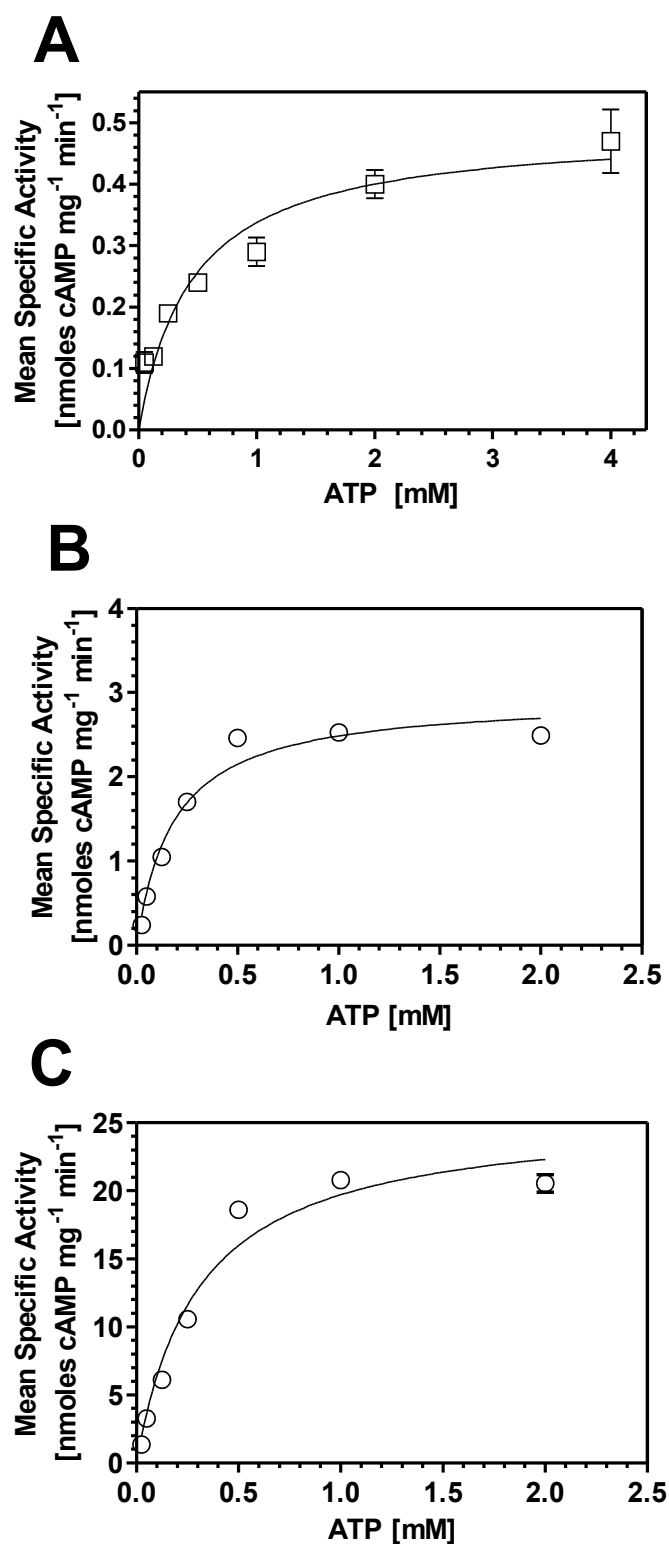 A
Mean Specific Activity
[nmoles cAMP mg⁻¹ min⁻¹]
0.5
0.4
0.3
0.2
0.1
0.0
0 1 2 3 4
ATP [mM]
B
Mean Specific Activity
[nmoles cAMP mg⁻¹ min⁻¹]
4
3
2
1
0
0.0 0.5 1.0 1.5 2.0 2.5
ATP [mM]
C
Mean Specific Activity
[nmoles cAMP mg⁻¹ min⁻¹]
25
20
15
10
5
0
0.0 0.5 1.0 1.5 2.0 2.5
ATP [mM]